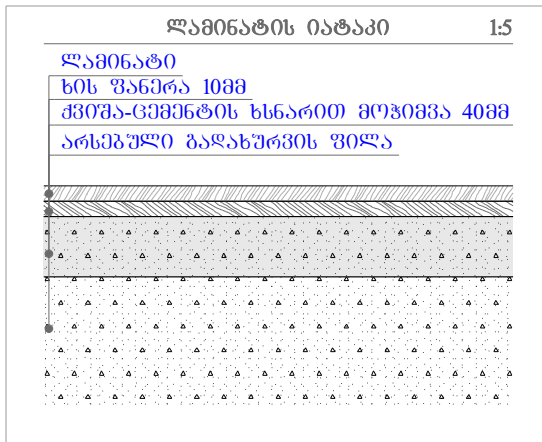 ლამინატის იატაკი 1:5
ლამინატი
ხის ფანერა 10მმ
ქვიშა-ცემენტის ხსნარით მოჭიმვა 40მმ
არსებული გადახურვის ფილა